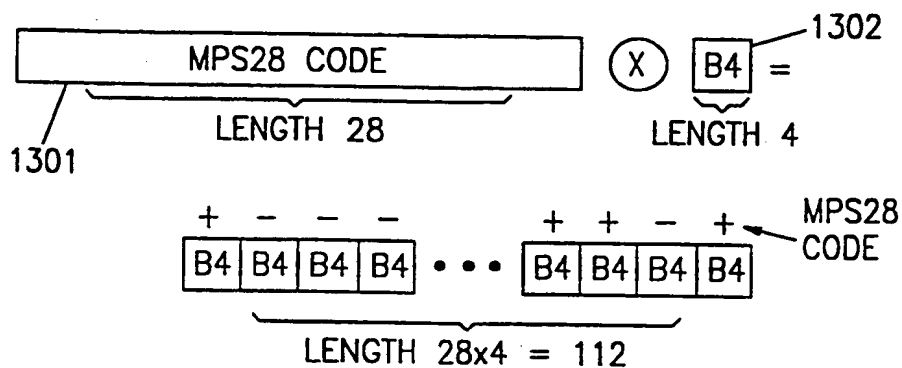 1302
MPS28 CODE X B4 =
LENGTH 28 LENGTH 4
1301
+ - - - + + - + MPS28
CODE
B4 B4 B4 B4 ••• B4 B4 B4 B4
LENGTH 28x4 = 112